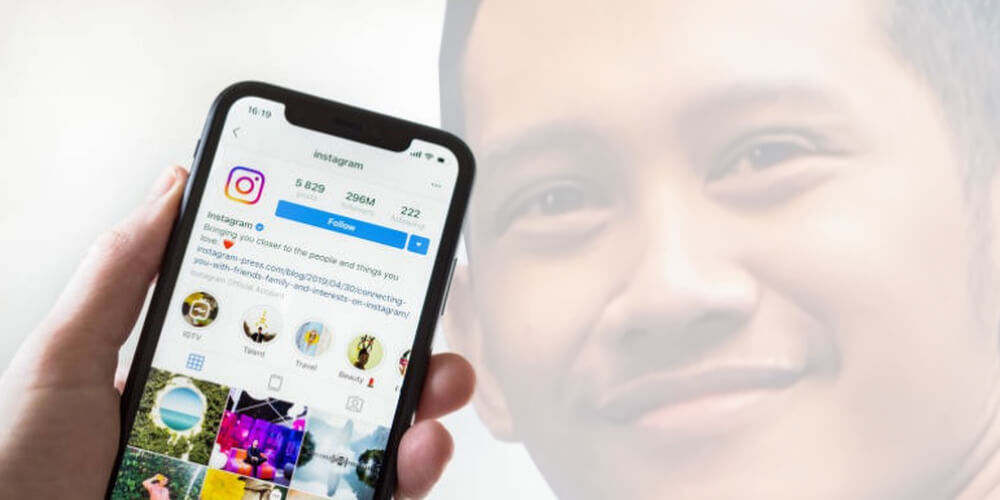 16:19
instagram
5 829
296M
222
posts
followers
following
Follow
Instagram
Bringing you closer to the people and things you
love. ❤️
instagram-press.com/blog/2019/04/30/connecting-
you-with-friends-family-and-interests-on-instagram/
Instagram Official Account
IGTV
Talent
Travel
Beauty 💄